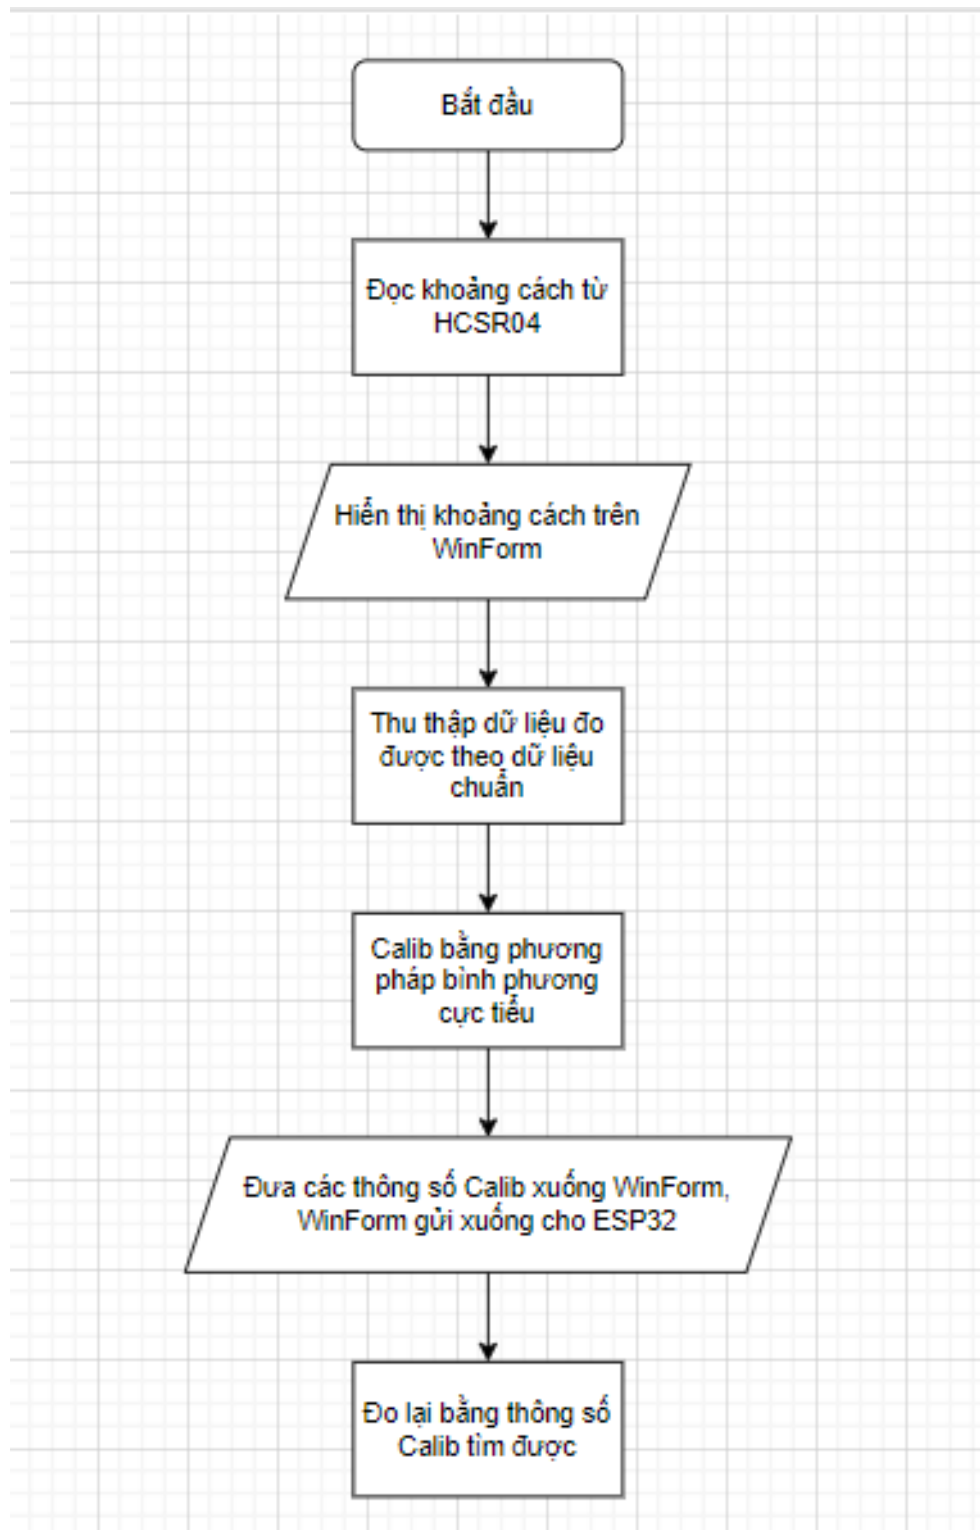 Bắt đầu
Đọc khoảng cách từ
HCSR04
Hiển thị khoảng cách trên
WinForm
Thu thập dữ liệu đo
được theo dữ liệu
chuẩn
Calib bằng phương
pháp bình phương
cực tiểu
Đưa các thông số Calib xuống WinForm,
WinForm gửi xuống cho ESP32
Đo lại bằng thông số
Calib tìm được